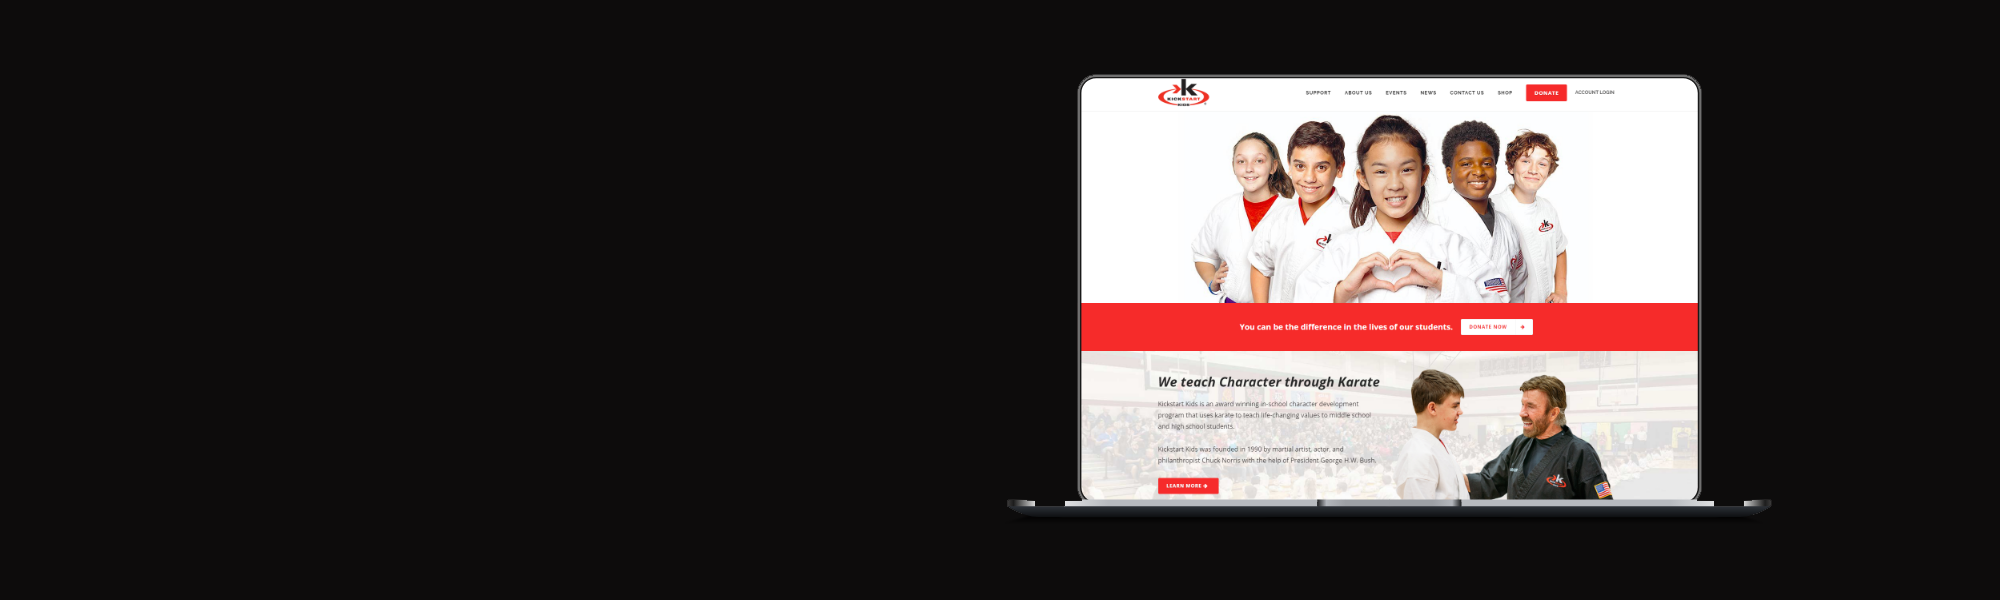 k
KICKSTART
KIDS
SUPPORT ABOUT US EVENTS NEWS CONTACT US SHOP DONATE ACCOUNT LOGIN
You can be the difference in the lives of our students. DONATE NOW
We teach Character through Karate
Kickstart Kids is an award winning in-school character development
program that uses karate to teach life-changing values to middle school
and high school students.
Kickstart Kids was founded in 1990 by martial artist, actor, and
philanthropist Chuck Norris with the help of President George H.W. Bush.
LEARN MORE